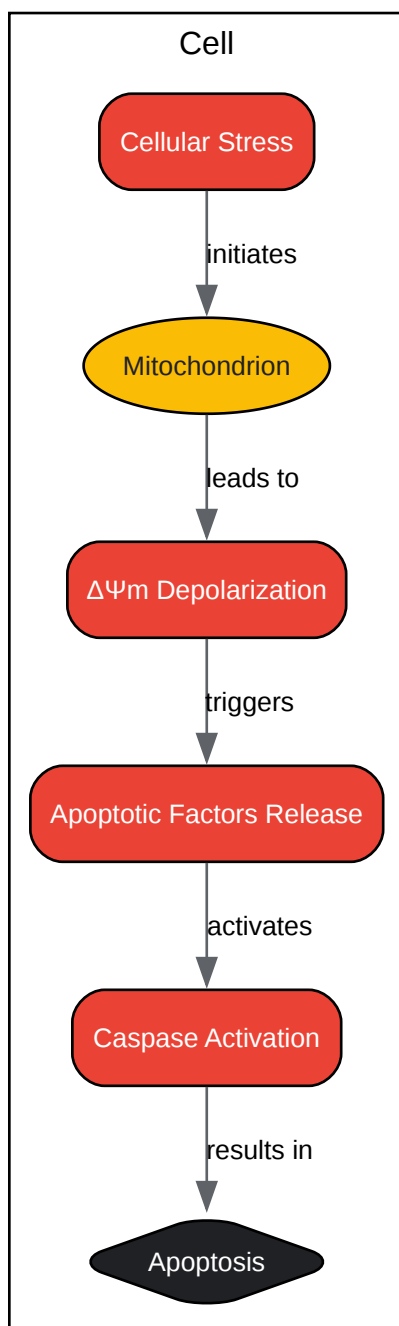 Cell
Cellular Stress
initiates
Mitochondrion
leads to
ΔΨm Depolarization
triggers
Apoptotic Factors Release
activates
Caspase Activation
results in
Apoptosis